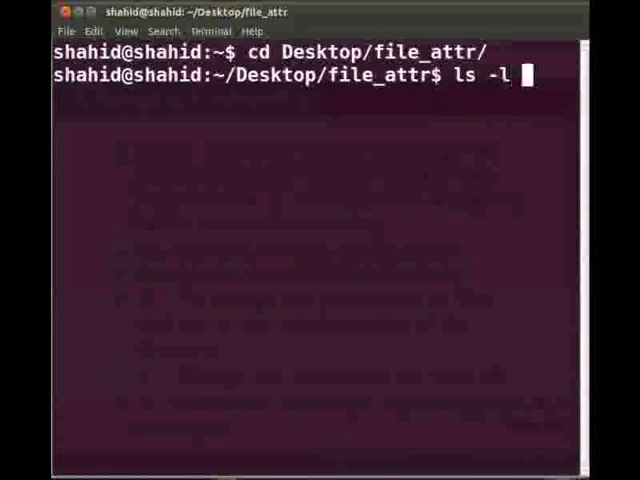 shahid@shahid: ~/Desktop/file_attr
File Edit View Search Terminal Help
shahid@shahid:~$ cd Desktop/file_attr/
shahid@shahid:~/Desktop/file_attr$ ls -l